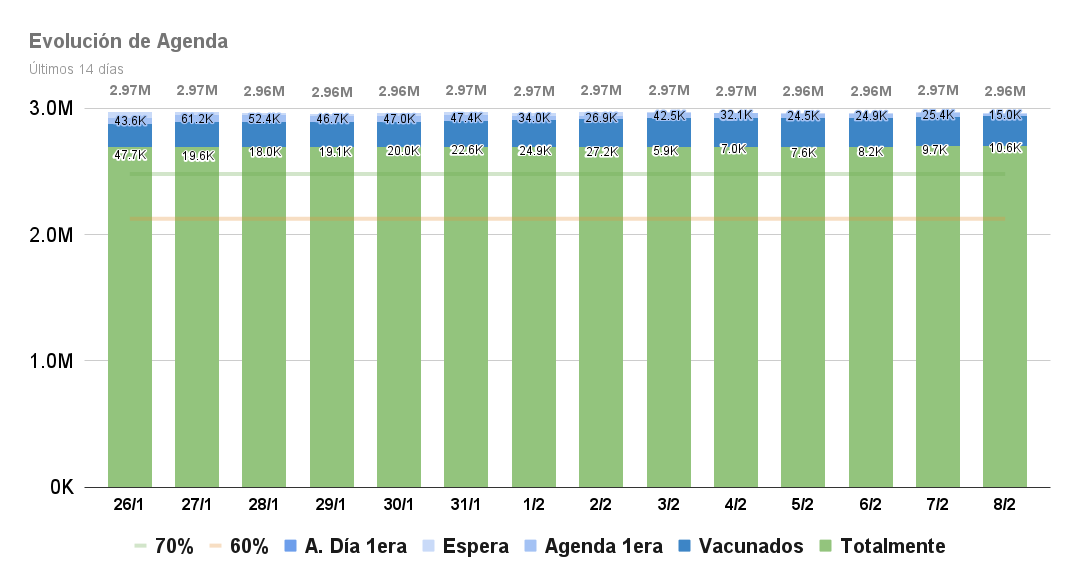 Evolución de Agenda
Últimos 14 días
2.97M 2.97M 2.96M 2.96M 2.96M 2.97M 2.97M 2.97M 2.97M 2.97M 2.96M 2.96M 2.97M 2.96M
3.0M
43.6K 61.2K 52.4K 46.7K 47.0K 47.4K 34.0K 26.9K 42.5K 32.1K 24.5K 24.9K 25.4K 15.0K
47.7K 19.6K 18.0K 19.1K 20.0K 22.6K 24.9K 27.2K 5.9K 7.0K 7.6K 8.2K 9.7K 10.6K
2.0M
1.0M
0K
26/1 27/1 28/1 29/1 30/1 31/1 1/2 2/2 3/2 4/2 5/2 6/2 7/2 8/2
70% 60% A. Día 1era Espera Agenda 1era Vacunados Totalmente